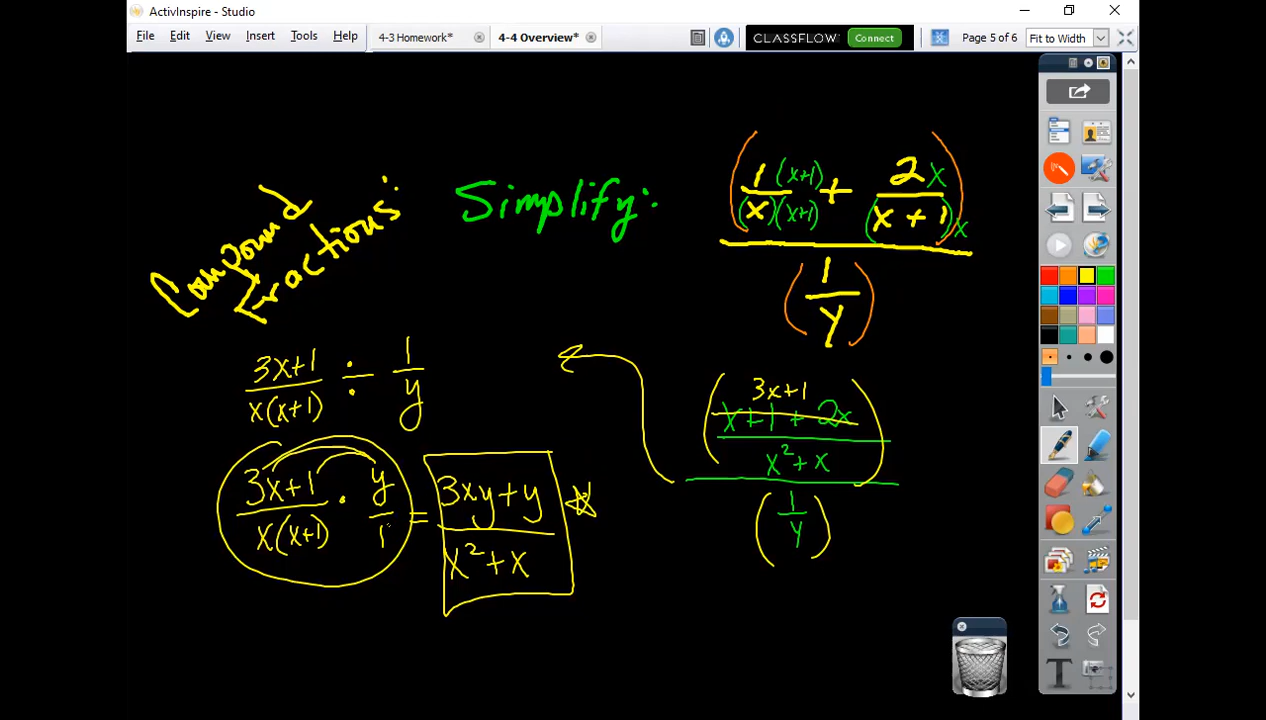 ActivInspire - Studio
File Edit View Insert Tools Help 4-3 Homework* 4-4 Overview* CLASSFLOW Connect Page 5 of 6 Fit to Width
Compound
Fractions:
Simplify:
1 (x+1) + 2x
(x)(x+1) (x+1)x
1
y
3x+1
x+1 + 2x
x²+x
1
y
3x+1 ÷ 1
x(x+1) y
3x+1 · y = 3xy+y
x(x+1) 1 x²+x
T